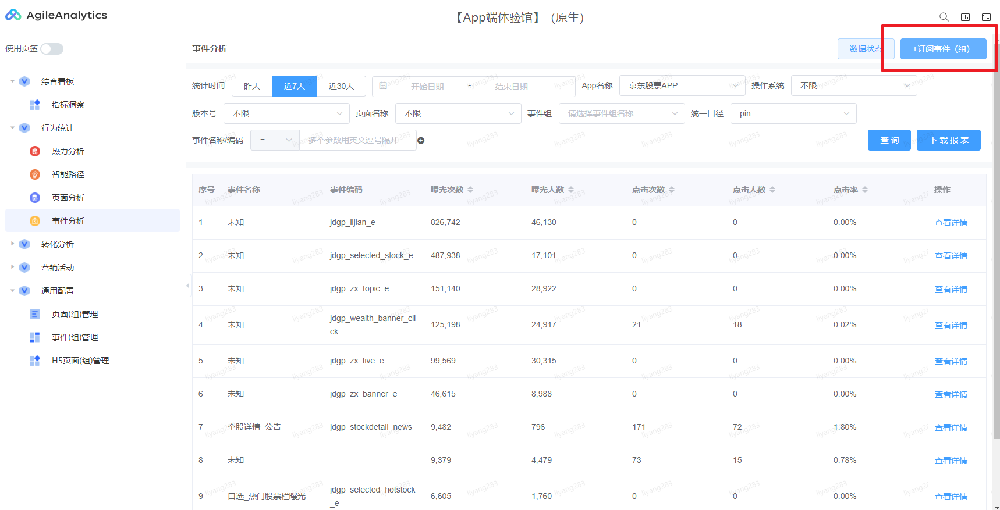 AgileAnalytics
【App端体验馆】（原生）
使用页签
综合看板
指标洞察
行为统计
热力分析
智能路径
页面分析
事件分析
转化分析
营销活动
通用配置
页面(组)管理
事件(组)管理
H5页面(组)管理
事件分析
数据状态
+订阅事件（组）
统计时间 昨天 近7天 近30天 开始日期 - 结束日期 App名称 京东股票APP 操作系统 不限
版本号 不限 页面名称 不限 事件组 请选择事件组名称 统一口径 pin
事件名称/编码 = 多个参数用英文逗号隔开 查询 下载报表
序号 事件名称 事件编码 曝光次数 曝光人数 点击次数 点击人数 点击率 操作
1 未知 jdgp_lijian_e 826,742 46,130 0 0 0.00% 查看详情
2 未知 jdgp_selected_stock_e 487,938 17,101 0 0 0.00% 查看详情
3 未知 jdgp_zx_topic_e 151,140 28,922 0 0 0.00% 查看详情
4 未知 jdgp_wealth_banner_cli
ck 125,198 24,917 21 18 0.02% 查看详情
5 未知 jdgp_zx_live_e 99,569 30,315 0 0 0.00% 查看详情
6 未知 jdgp_zx_banner_e 46,615 8,988 0 0 0.00% 查看详情
7 个股详情_公告 jdgp_stockdetail_news 9,482 796 171 72 1.80% 查看详情
8 未知 9,379 4,479 73 15 0.78% 查看详情
9 自选_热门股票栏曝光 jdgp_selected_hotstock
_e 6,605 1,760 0 0 0.00% 查看详情
liyang283